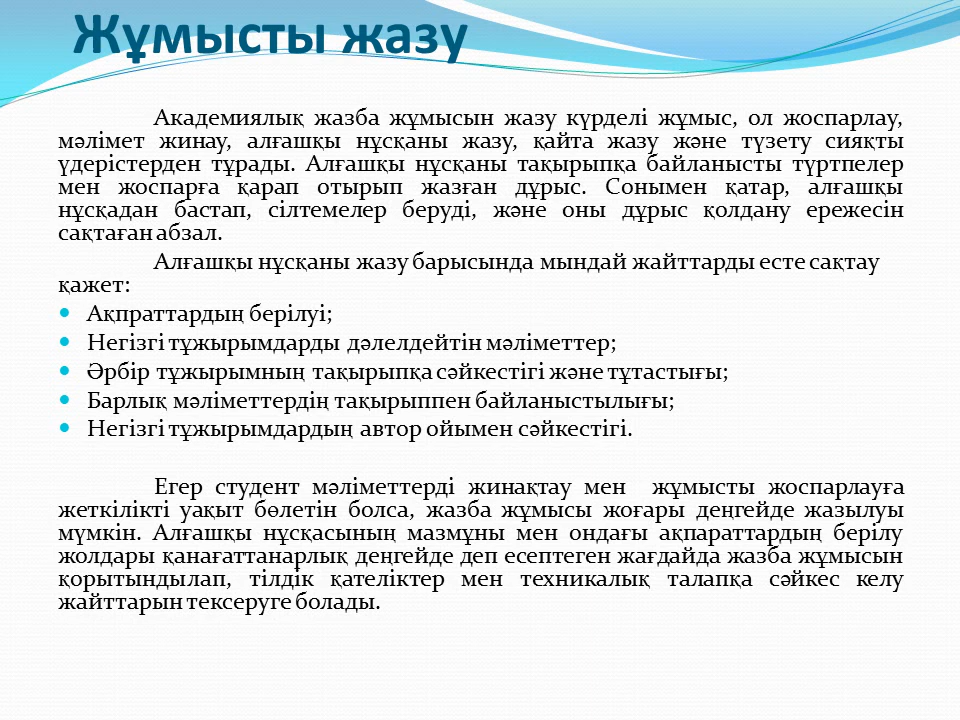 Жұмысты жазу
Академиялық жазба жұмысын жазу күрделі жұмыс, ол жоспарлау,
мәлімет жинау, алғашқы нұсқаны жазу, қайта жазу және түзету сияқты
үдерістерден тұрады. Алғашқы нұсқаны тақырыпқа байланысты түртпелер
мен жоспарға қарап отырып жазған дұрыс. Сонымен қатар, алғашқы
нұсқадан бастап, сілтемелер беруді, және оны дұрыс қолдану ережесін
сақтаған абзал.
Алғашқы нұсқаны жазу барысында мындай жайттарды есте сақтау
қажет:
• Ақпраттардың берілуі;
• Негізгі тұжырымдарды дәлелдейтін мәліметтер;
• Әрбір тұжырымның тақырыпқа сәйкестігі және тұтастығы;
• Барлық мәліметтердің тақырыппен байланыстылығы;
• Негізгі тұжырымдардың автор ойымен сәйкестігі.
Егер студент мәліметтерді жинақтау мен жұмысты жоспарлауға
жеткілікті уақыт бөлетін болса, жазба жұмысы жоғары деңгейде жазылуы
мүмкін. Алғашқы нұсқасының мазмұны мен ондағы ақпараттардың берілу
жолдары қанағаттанарлық деңгейде деп есептеген жағдайда жазба жұмысын
қорытындылап, тілдік қателіктер мен техникалық талапқа сәйкес келу
жайттарын тексеруге болады.